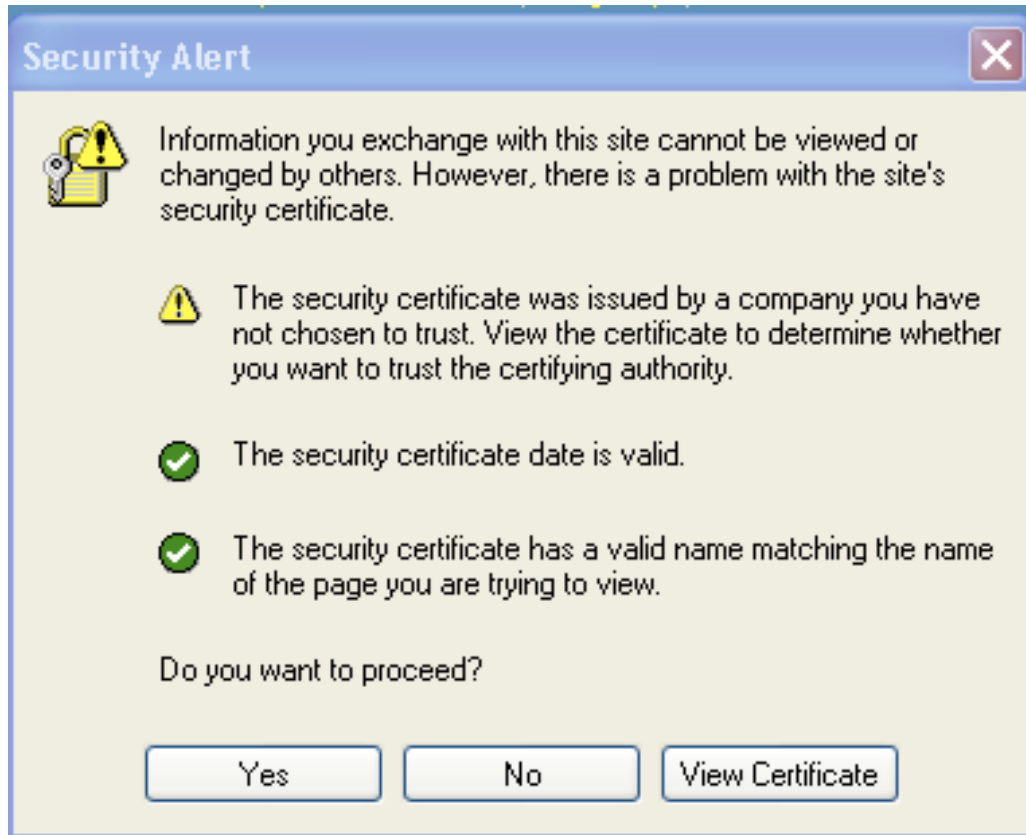 Security Alert
Information you exchange with this site cannot be viewed or
changed by others. However, there is a problem with the site's
security certificate.
The security certificate was issued by a company you have
not chosen to trust. View the certificate to determine whether
you want to trust the certifying authority.
The security certificate date is valid.
The security certificate has a valid name matching the name
of the page you are trying to view.
Do you want to proceed?
Yes No View Certificate